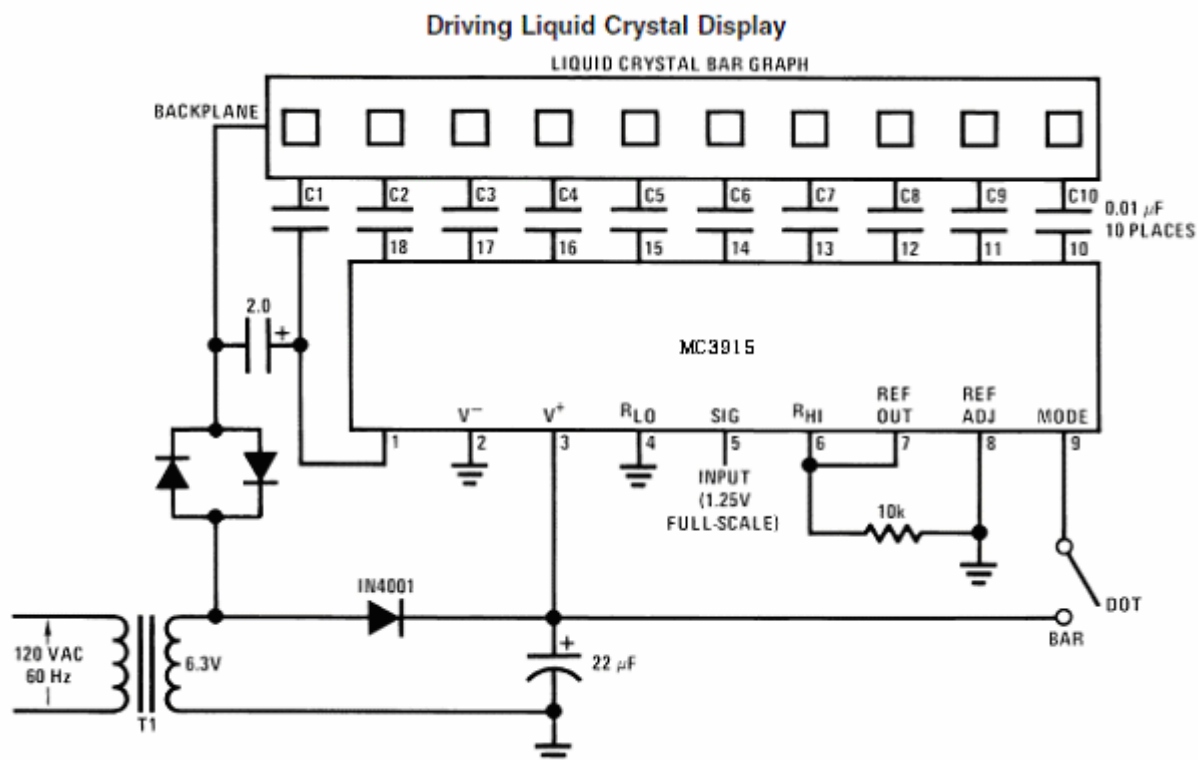 Driving Liquid Crystal Display
LIQUID CRYSTAL BAR GRAPH
BACKPLANE
C1 C2 C3 C4 C5 C6 C7 C8 C9 C10
0.01 μF
10 PLACES
18 17 16 15 14 13 12 11 10
2.0
+
MC3915
V− V+ RLO SIG RHI REF OUT REF ADJ MODE
1 2 3 4 5 6 7 8 9
INPUT
(1.25V
FULL-SCALE)
10k
IN4001
DOT
BAR
120 VAC
60 Hz
6.3V
+
22 μF
T1